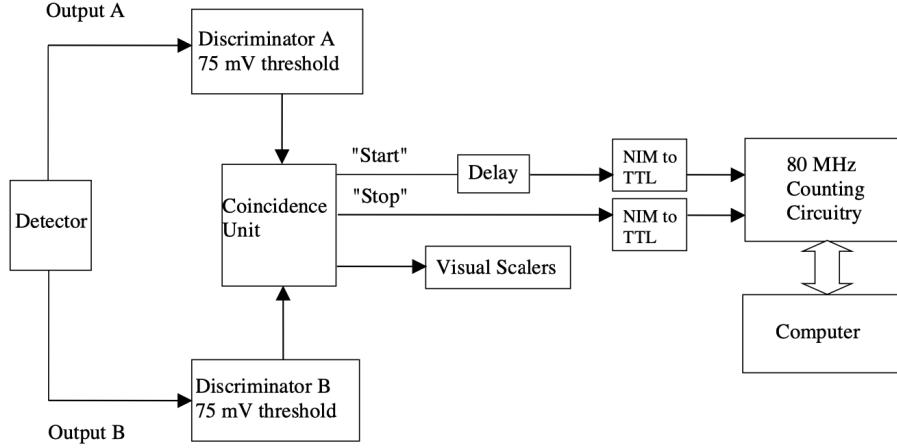 Output A
Discriminator A
75 mV threshold
"Start"
Delay
NIM to
TTL
80 MHz
Counting
Circuitry
Detector
Coincidence
Unit
"Stop"
NIM to
TTL
Visual Scalers
Computer
Discriminator B
75 mV threshold
Output B